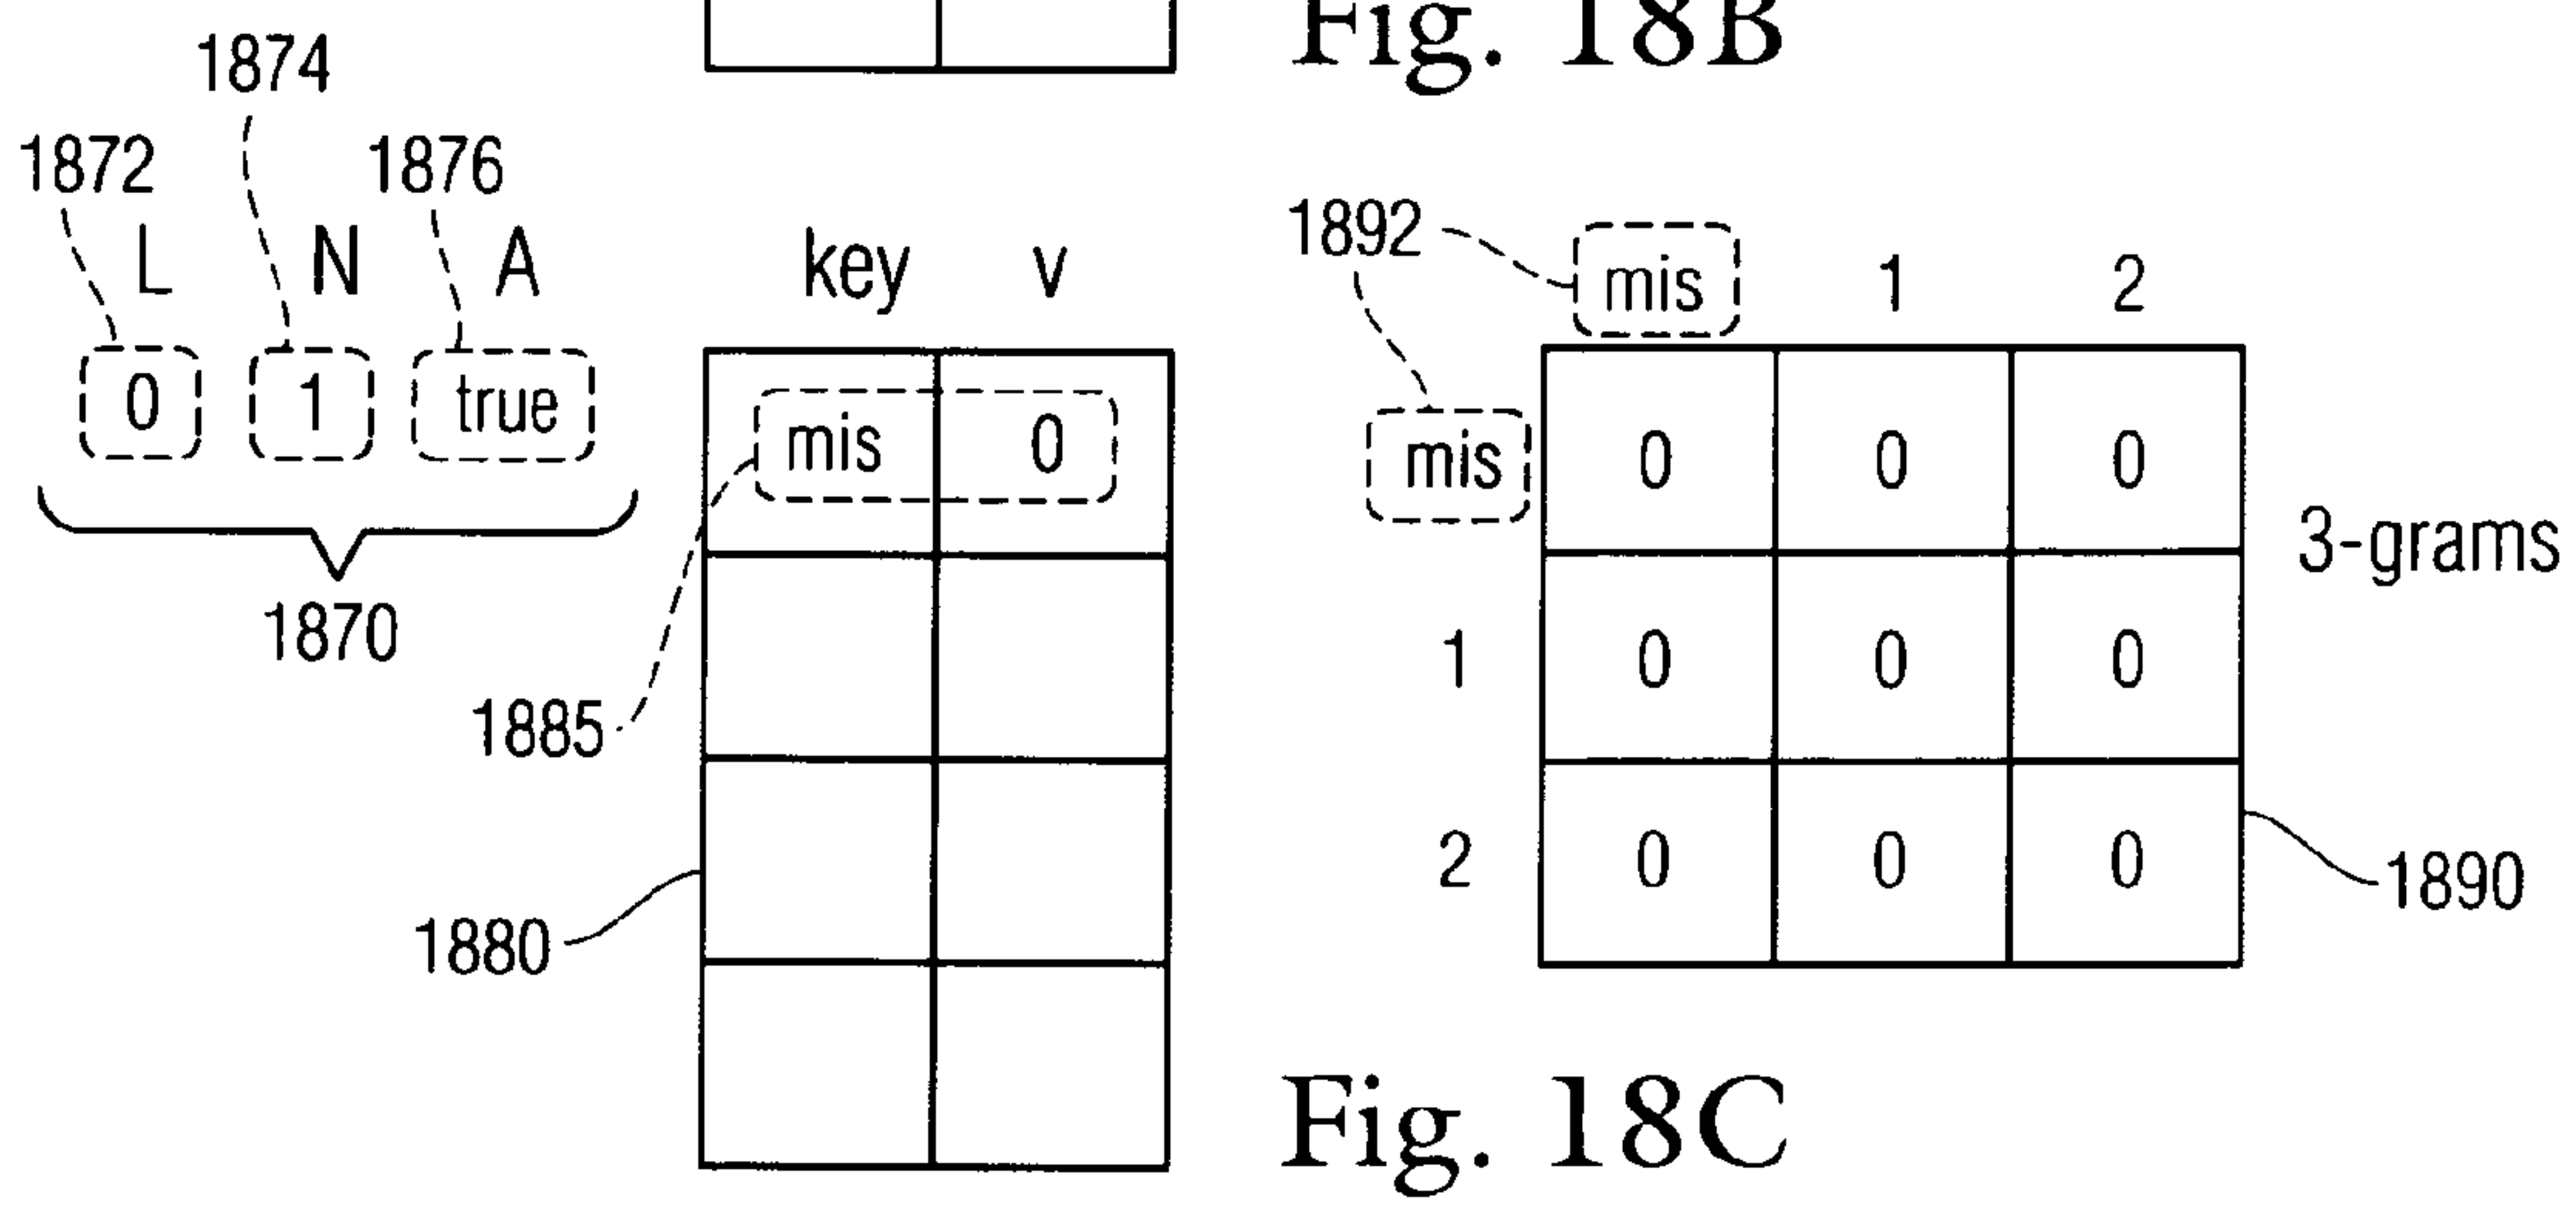 Fig. 18B
1874
1872 1876
L N A
0 1 true
1870
key v
mis 0
1885
1880
1892
mis 1 2
mis 0 0 0
3-grams
1 0 0 0
2 0 0 0
1890
Fig. 18C